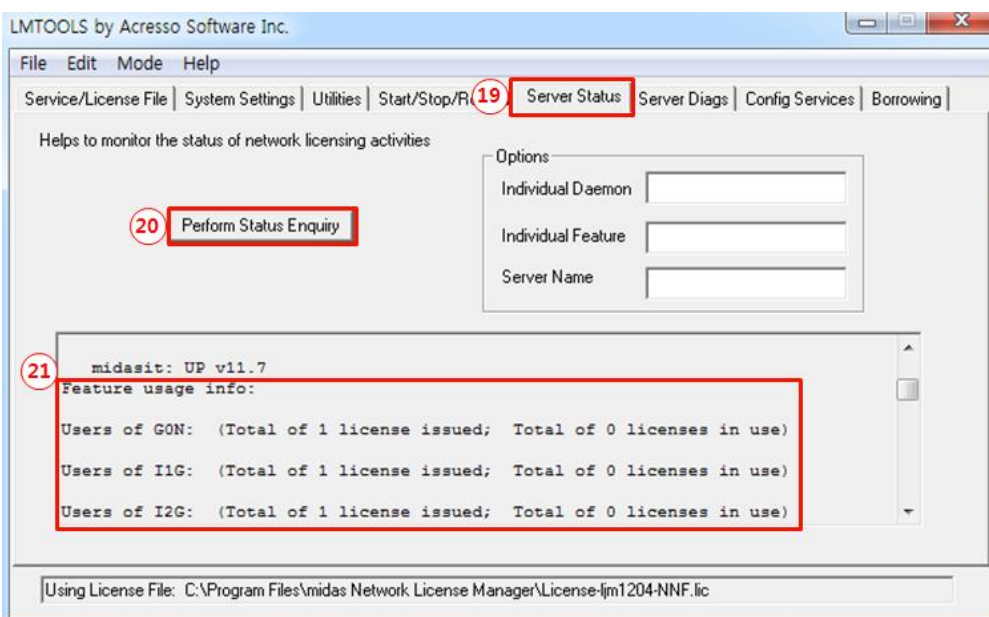 LMTOOLS by Acresso Software Inc.
File Edit Mode Help
Service/License File System Settings Utilities Start/Stop/R 19 Server Status Server Diags Config Services Borrowing
Helps to monitor the status of network licensing activities
Options
Individual Daemon
20 Perform Status Enquiry
Individual Feature
Server Name
midasit: UP v11.7
21
Feature usage info:
Users of G0N: (Total of 1 license issued; Total of 0 licenses in use)
Users of I1G: (Total of 1 license issued; Total of 0 licenses in use)
Users of I2G: (Total of 1 license issued; Total of 0 licenses in use)
Using License File: C:\Program Files\midas Network License Manager\License-ljm1204-NNF.lic